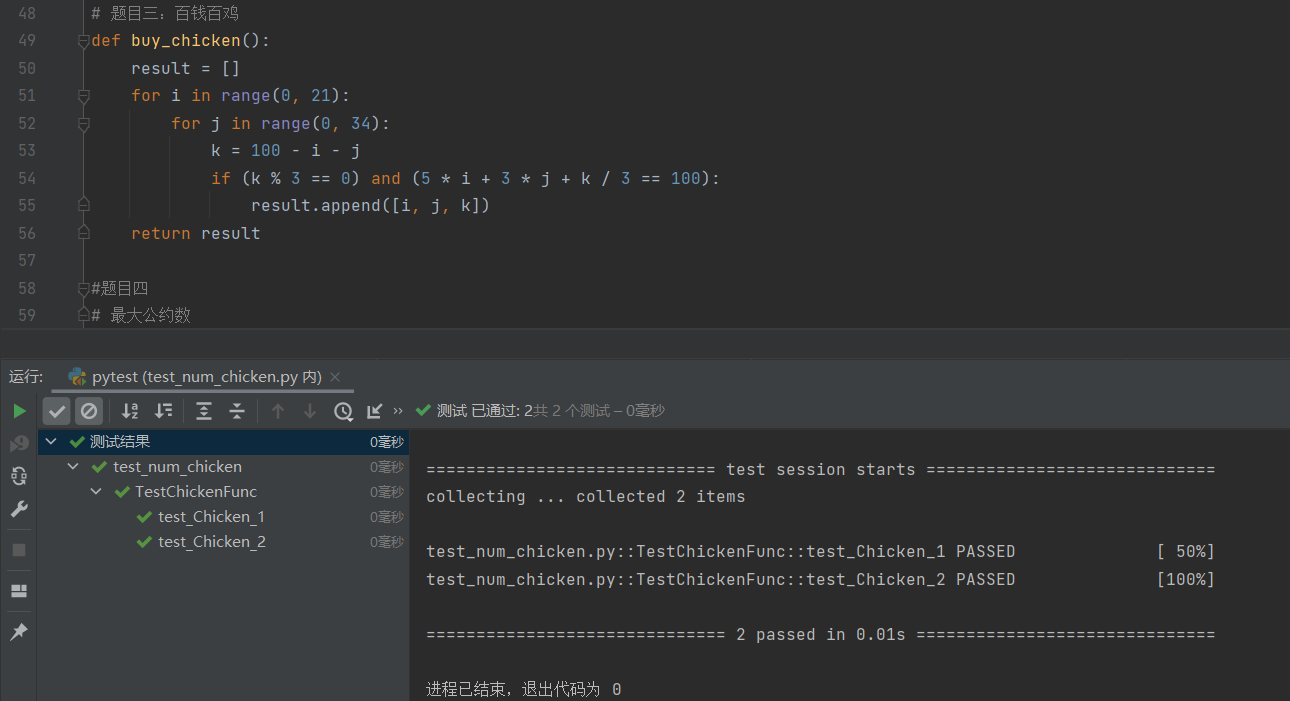 48 # 题目三：百钱百鸡
49 def buy_chicken():
50 result = []
51 for i in range(0, 21):
52 for j in range(0, 34):
53 k = 100 - i - j
54 if (k % 3 == 0) and (5 * i + 3 * j + k / 3 == 100):
55 result.append([i, j, k])
56 return result
57
58 #题目四
59 # 最大公约数
运行: pytest (test_num_chicken.py 内) ×
» 测试 已通过: 2共 2 个测试 – 0毫秒
测试结果 0毫秒
test_num_chicken 0毫秒
TestChickenFunc 0毫秒
test_Chicken_1 0毫秒
test_Chicken_2 0毫秒
============================= test session starts =============================
collecting ... collected 2 items
test_num_chicken.py::TestChickenFunc::test_Chicken_1 PASSED [ 50%]
test_num_chicken.py::TestChickenFunc::test_Chicken_2 PASSED [100%]
============================== 2 passed in 0.01s ==============================
进程已结束，退出代码为 0